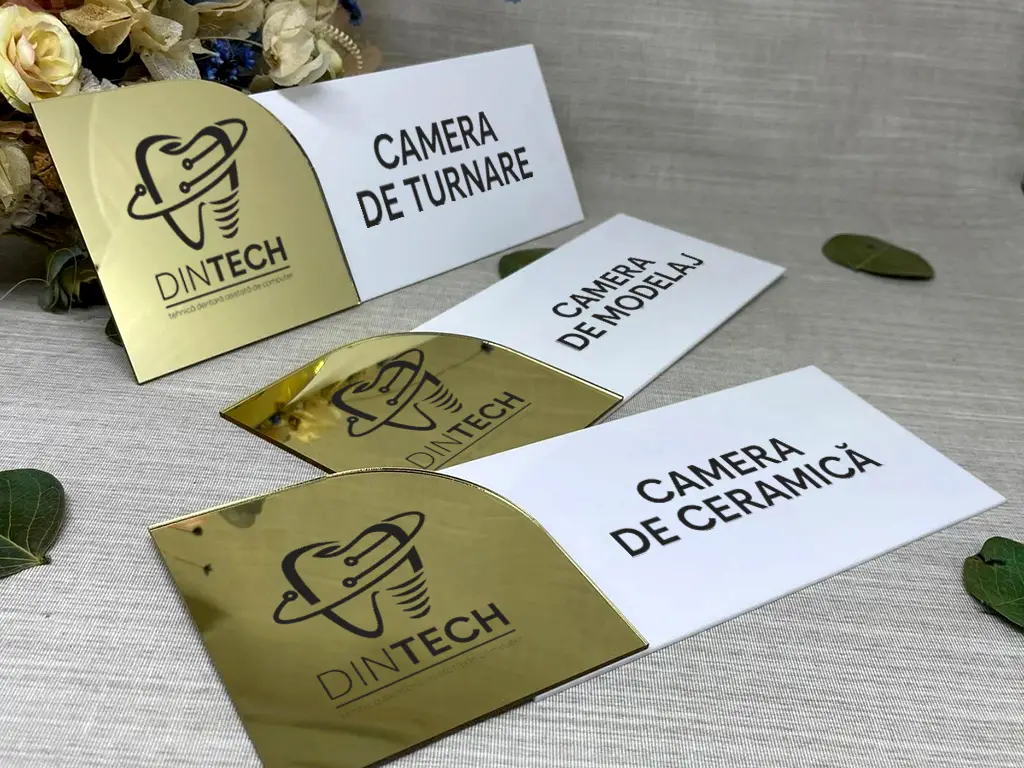 CAMERA
DE TURNARE
DINTECH
tehnică dentară asistată de computer
CAMERA
DE MODELAJ
DINTECH
CAMERA
DE CERAMICĂ
DINTECH